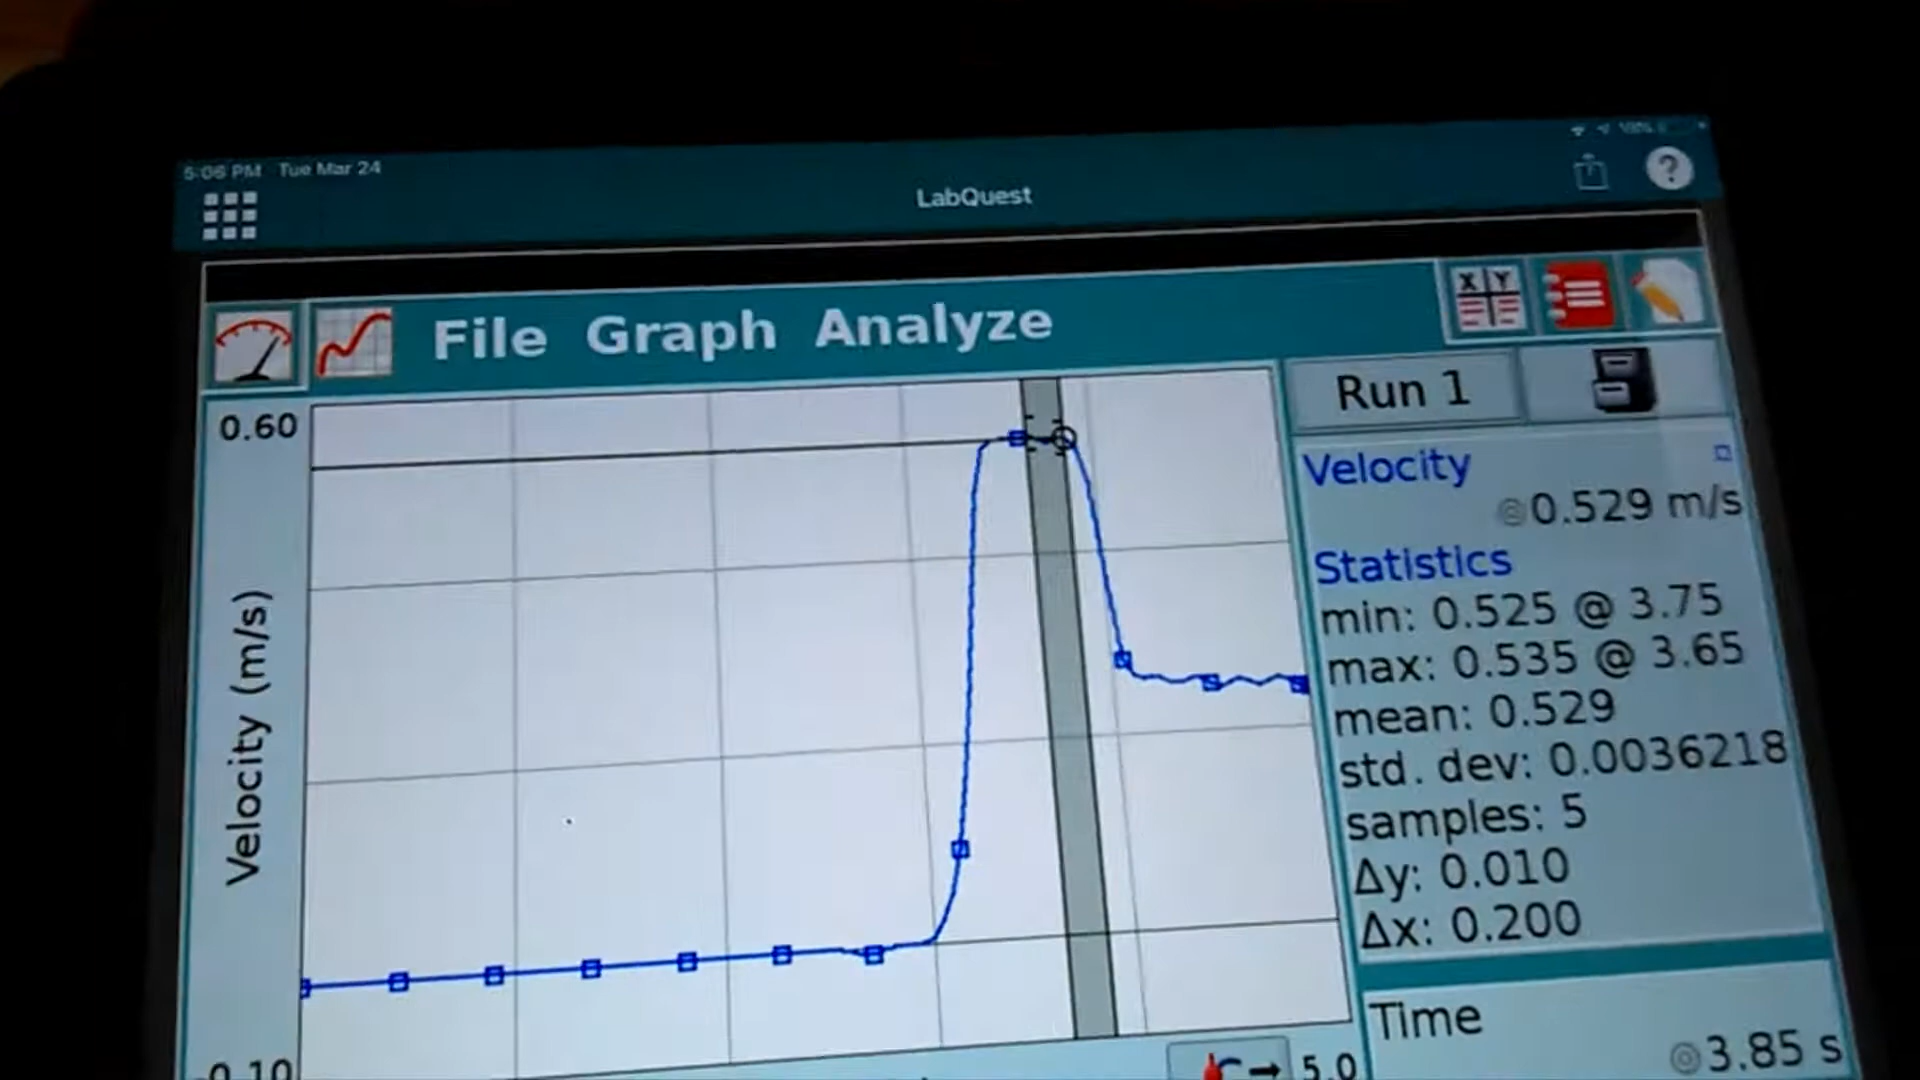 5:06 PM Tue Mar 24
LabQuest
?
X Y
File Graph Analyze
Run 1
0.60
Velocity (m/s)
-0.10
5.0
Velocity
@0.529 m/s
Statistics
min: 0.525 @ 3.75
max: 0.535 @ 3.65
mean: 0.529
std. dev: 0.0036218
samples: 5
Δy: 0.010
Δx: 0.200
Time
@3.85 s